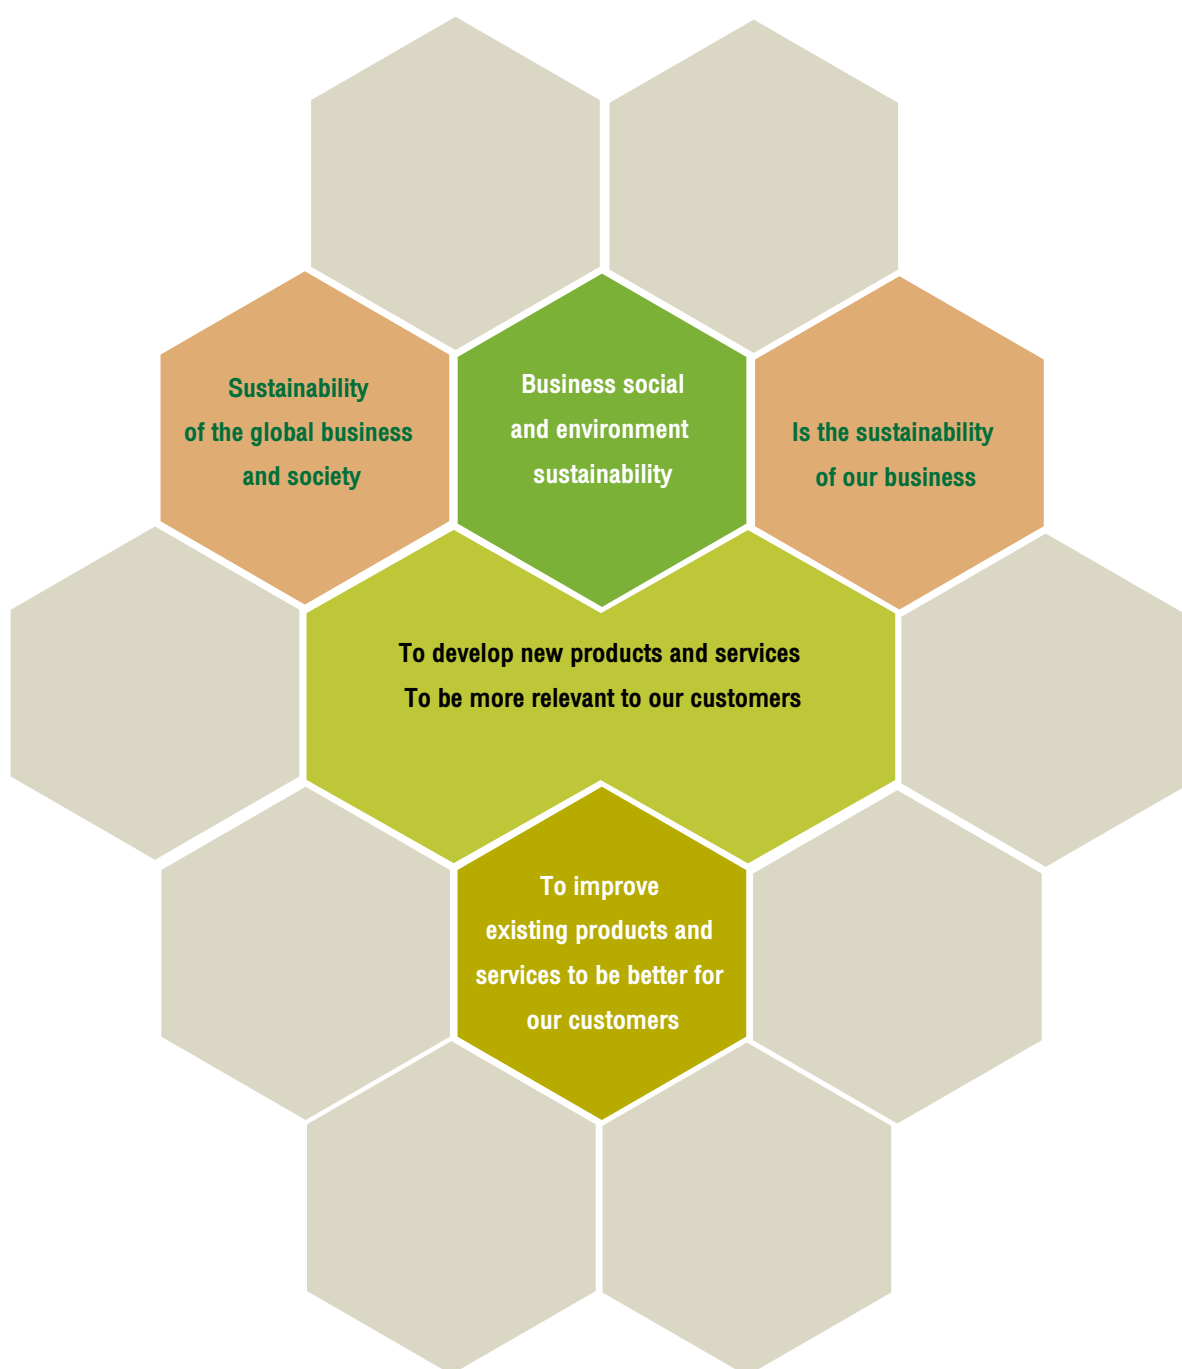 Sustainability
of the global business
and society
Business social
and environment
sustainability
Is the sustainability
of our business
To develop new products and services
To be more relevant to our customers
To improve
existing products and
services to be better for
our customers